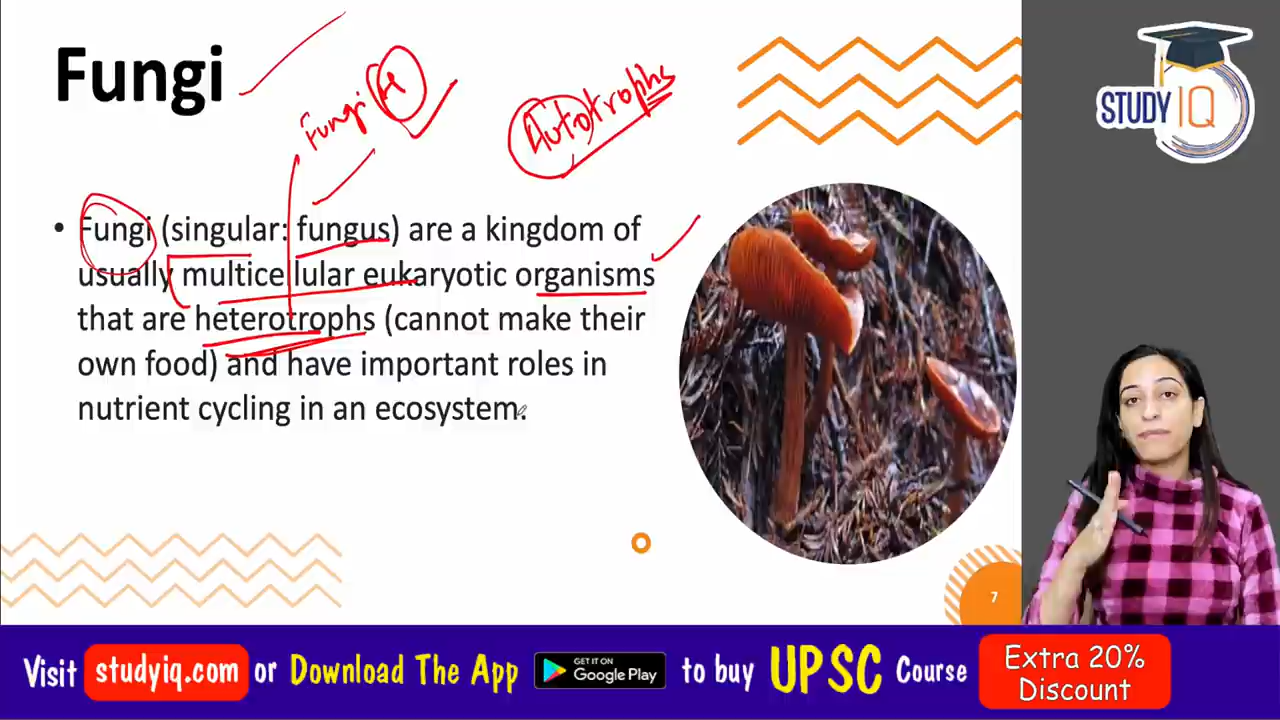 Fungi
Fungi (H)
Autotrophs
STUDY IQ
• Fungi (singular: fungus) are a kingdom of
usually multicellular eukaryotic organisms
that are heterotrophs (cannot make their
own food) and have important roles in
nutrient cycling in an ecosystem.
7
Visit studyiq.com or Download The App GET IT ON Google Play to buy UPSC Course
Extra 20%
Discount